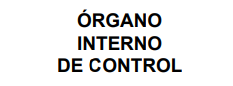 ÓRGANO
INTERNO
DE CONTROL